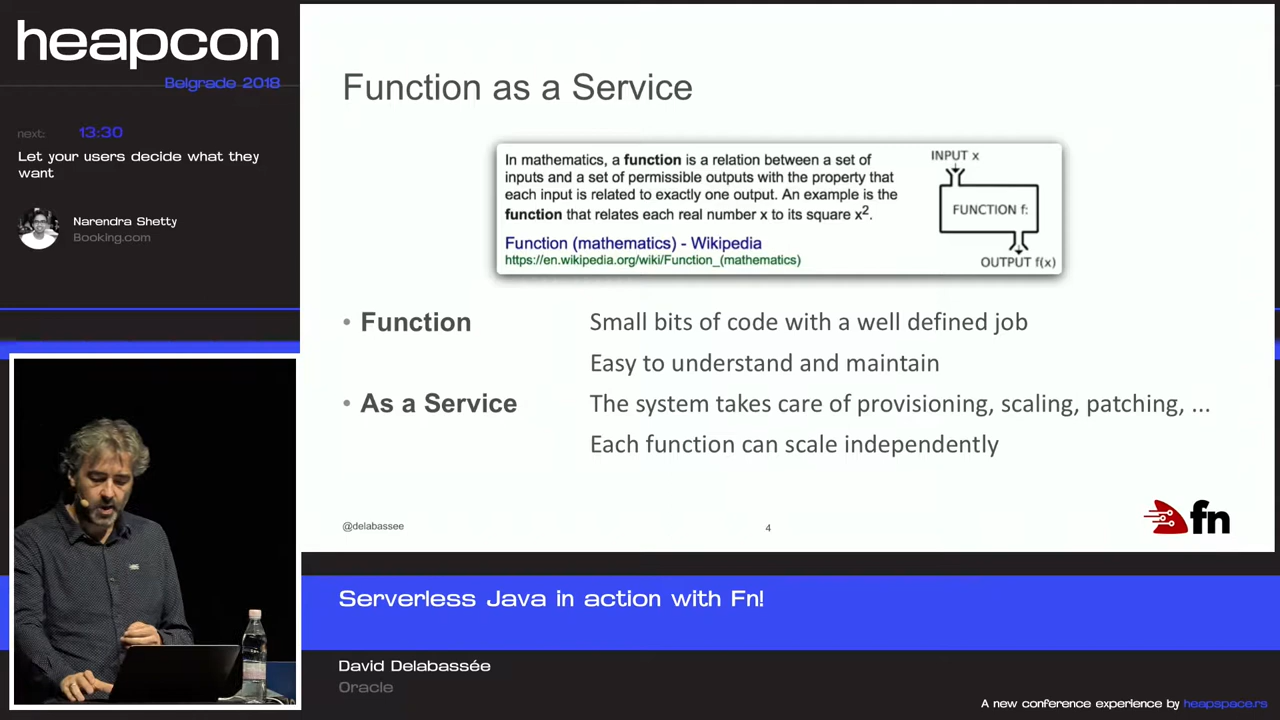 heapcon
Belgrade 2018
next: 13:30
Let your users decide what they
want
Narendra Shetty
Booking.com
Function as a Service
In mathematics, a function is a relation between a set of
inputs and a set of permissible outputs with the property that
each input is related to exactly one output. An example is the
function that relates each real number x to its square x².
Function (mathematics) - Wikipedia
https://en.wikipedia.org/wiki/Function_(mathematics)
INPUT x
FUNCTION f:
OUTPUT f(x)
• Function Small bits of code with a well defined job
Easy to understand and maintain
• As a Service The system takes care of provisioning, scaling, patching, ...
Each function can scale independently
@delabassee
4
fn
Serverless Java in action with Fn!
David Delabassée
Oracle
A new conference experience by heapspace.rs